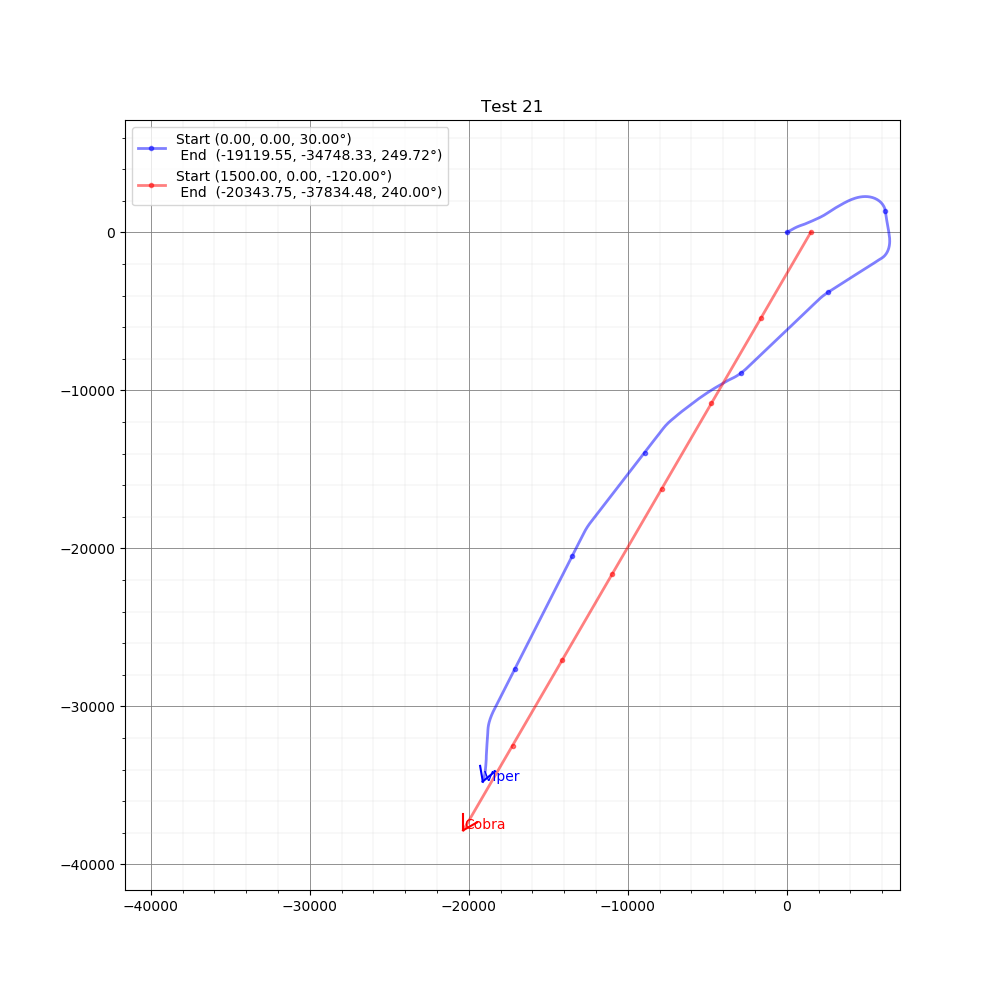 Test 21
Start (0.00, 0.00, 30.00°)
End  (-19119.55, -34748.33, 249.72°)
Start (1500.00, 0.00, -120.00°)
End  (-20343.75, -37834.48, 240.00°)
0
−10000
−20000
−30000
−40000
Viper
Cobra
−40000 −30000 −20000 −10000 0